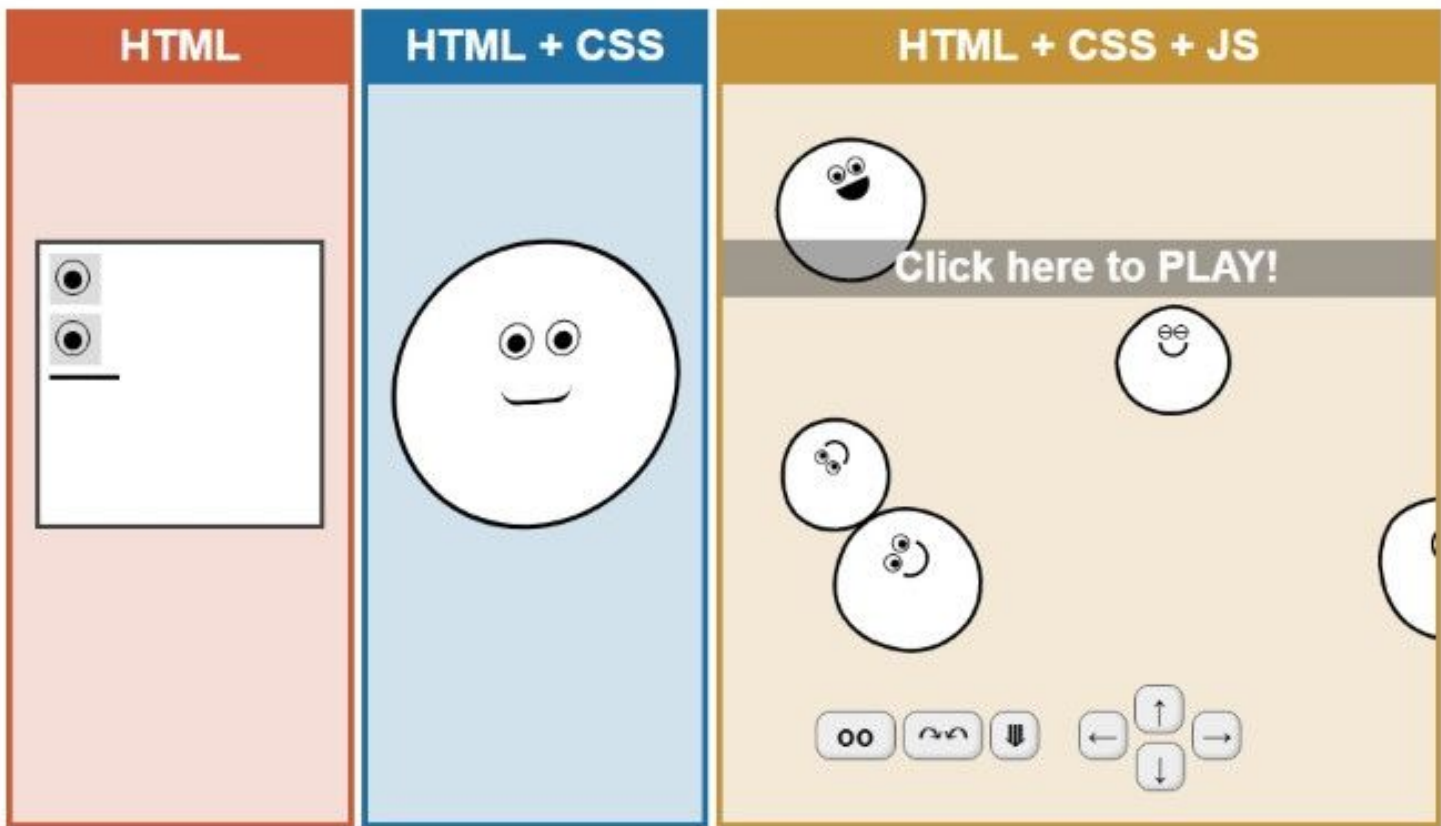 HTML
HTML + CSS
HTML + CSS + JS
Click here to PLAY!
oo
↑
← →
↓